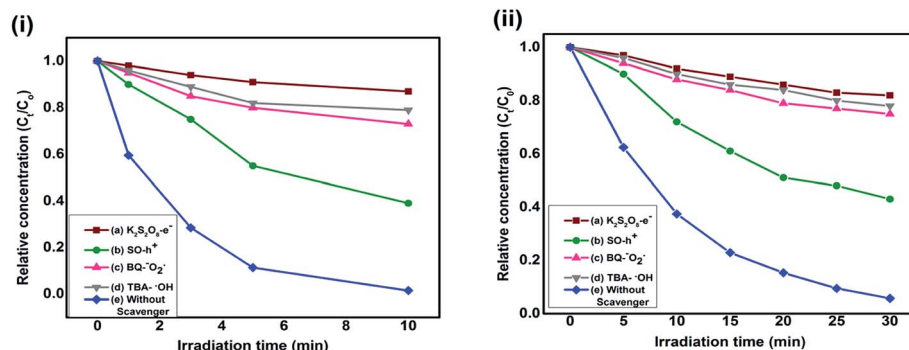 (i)
Relative concentration (Cₜ/Cₒ)
1.0
0.8
0.6
0.4
0.2
0.0
(a) K₂S₂O₈-e⁻
(b) SO-h⁺
(c) BQ-⁻O₂·
(d) TBA- ·OH
(e) Without
Scavenger
0 2 4 6 8 10
Irradiation time (min)
(ii)
Relative concentration (Cₜ/C₀)
1.0
0.8
0.6
0.4
0.2
0.0
(a) K₂S₂O₈-e⁻
(b) SO-h⁺
(c) BQ-⁻O₂·
(d) TBA- ·OH
(e) Without
Scavenger
0 5 10 15 20 25 30
Irradiation time (min)